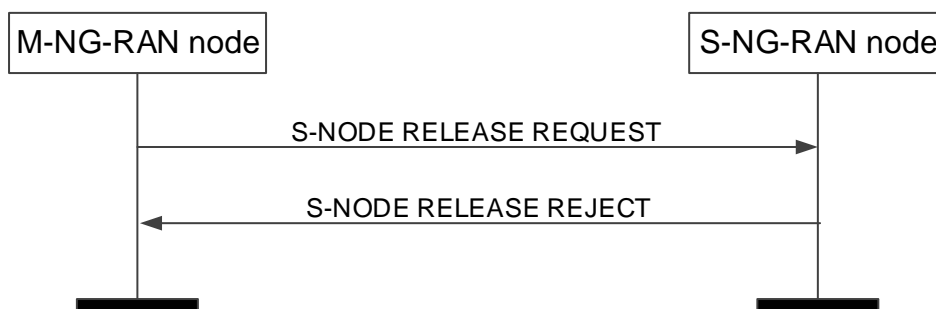 M-NG-RAN node
S-NG-RAN node
S-NODE RELEASE REQUEST
S-NODE RELEASE REJECT